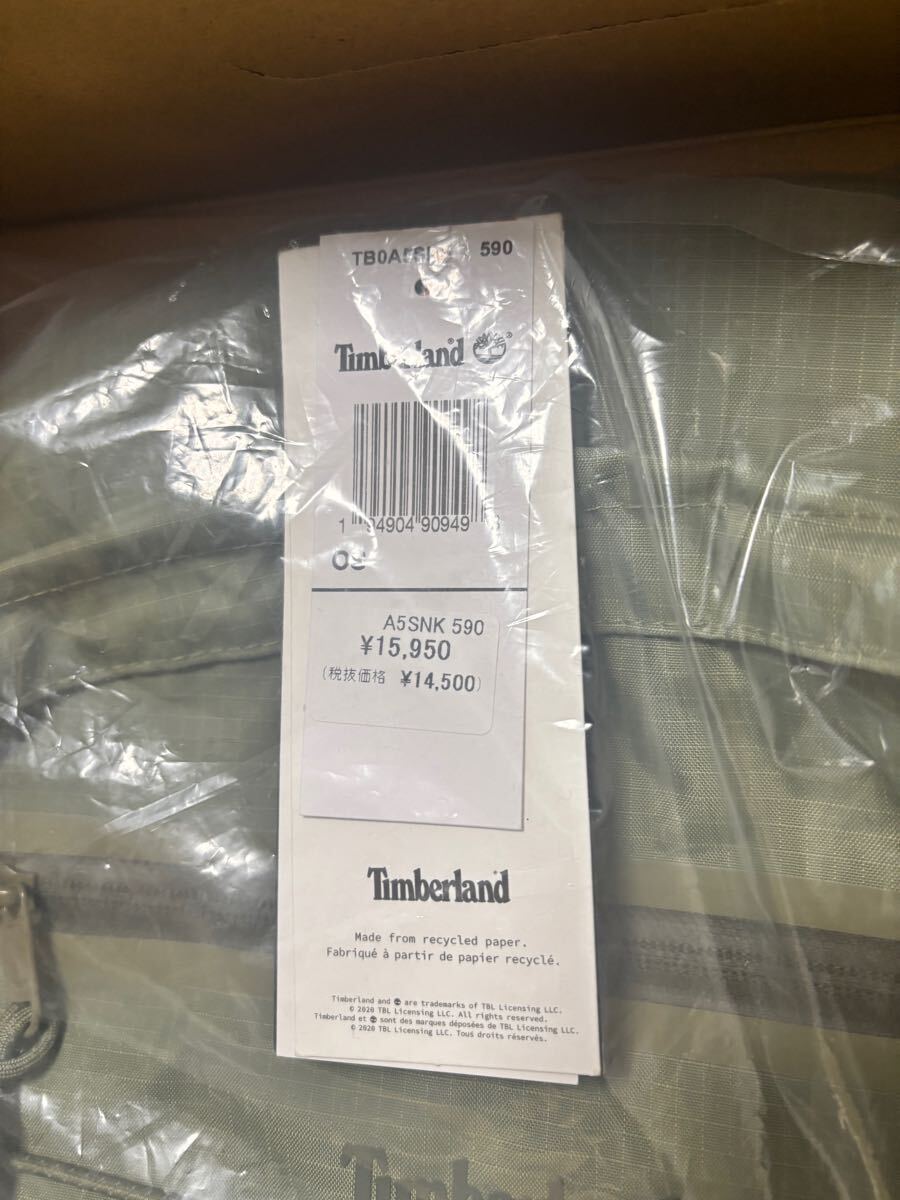 590
Timberland
1 94904 90949
OS
A5SNK 590
¥15,950
(税抜価格 ¥14,500)
Timberland
Made from recycled paper.
Fabriqué à partir de papier recyclé.
Timberland and are trademarks of TBL Licensing LLC.
© 2020 TBL Licensing LLC. All rights reserved.
Timberland et sont des marques déposées de TBL Licensing LLC.
© 2020 TBL Licensing LLC. Tous droits réservés.
Timberland